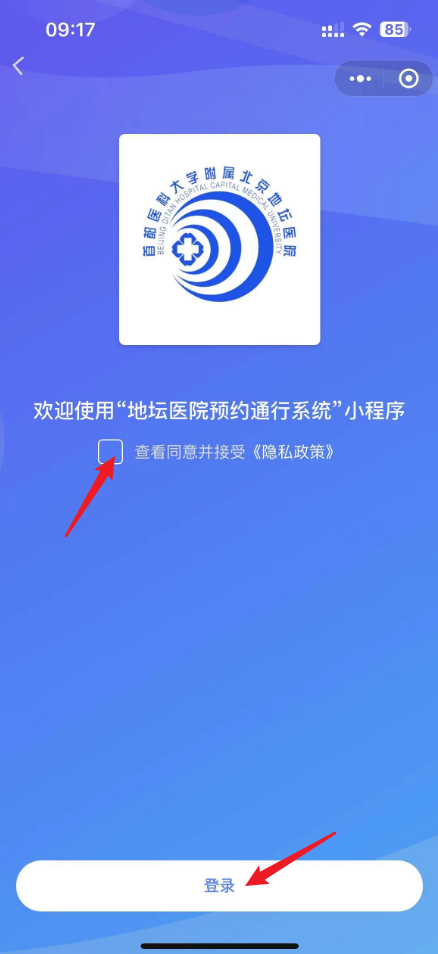 09:17
85
首都医科大学附属北京地坛医院
BEIJING DITAN HOSPITAL CAPITAL MEDICAL UNIVERSITY
欢迎使用“地坛医院预约通行系统”小程序
查看同意并接受《隐私政策》
登录